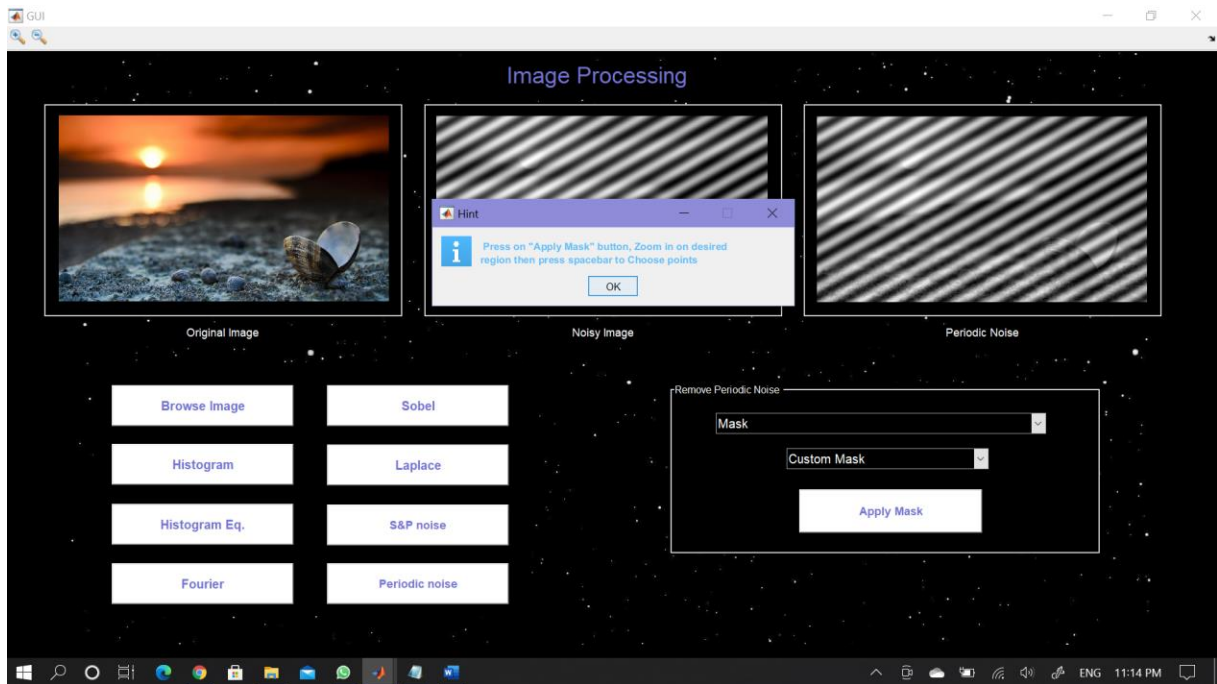 GUI
Image Processing
Hint
Press on "Apply Mask" button, Zoom in on desired
region then press spacebar to Choose points
OK
Original Image
Noisy Image
Periodic Noise
Browse Image
Sobel
Histogram
Laplace
Histogram Eq.
S&P noise
Fourier
Periodic noise
Remove Periodic Noise
Mask
Custom Mask
Apply Mask
ENG
11:14 PM